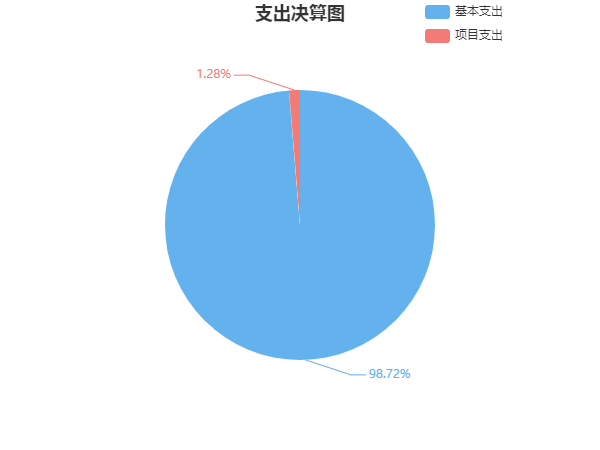 支出决算图
基本支出
项目支出
1.28%
98.72%